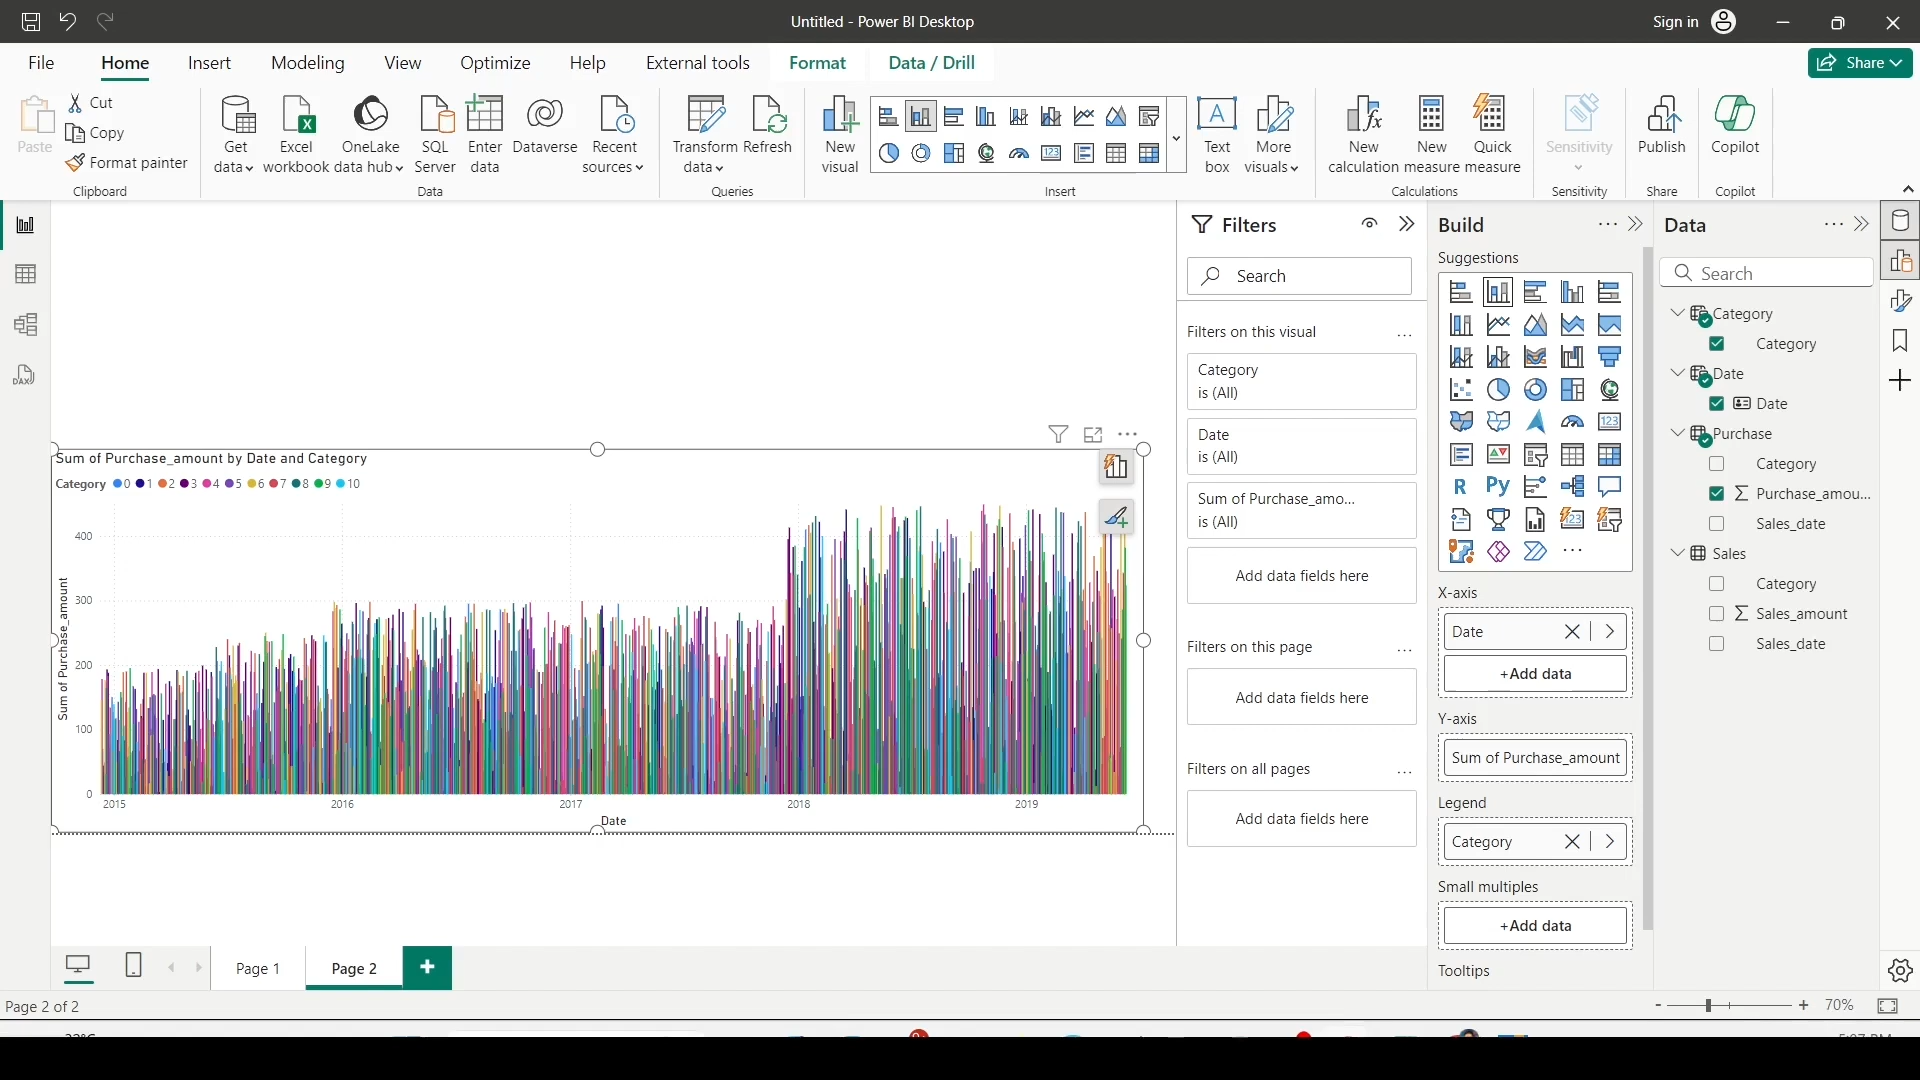 Untitled - Power BI Desktop
Sign in
File
Home
Insert
Modeling
View
Optimize
Help
External tools
Format
Data / Drill
Share
Paste
Cut
Copy
Format painter
Clipboard
Get data
Excel workbook
OneLake data hub
SQL Server
Enter data
Dataverse
Recent sources
Data
Transform data
Refresh
Queries
New visual
Insert
Text box
More visuals
New calculation
New measure
Quick measure
Calculations
Sensitivity
Sensitivity
Publish
Share
Copilot
Copilot
Sum of Purchase_amount by Date and Category
Category 0 1 2 3 4 5 6 7 8 9 10
Sum of Purchase_amount
400
300
200
100
0
2015 2016 2017 2018 2019
Date
Filters
Search
Filters on this visual
Category
is (All)
Date
is (All)
Sum of Purchase_amo...
is (All)
Add data fields here
Filters on this page
Add data fields here
Filters on all pages
Add data fields here
Build
Suggestions
123
R
Py
X-axis
Date
+Add data
Y-axis
Sum of Purchase_amount
Legend
Category
Small multiples
+Add data
Tooltips
Data
Search
Category
Category
Date
Date
Purchase
Category
Purchase_amou...
Sales_date
Sales
Category
Sales_amount
Sales_date
Page 1
Page 2
Page 2 of 2
70%